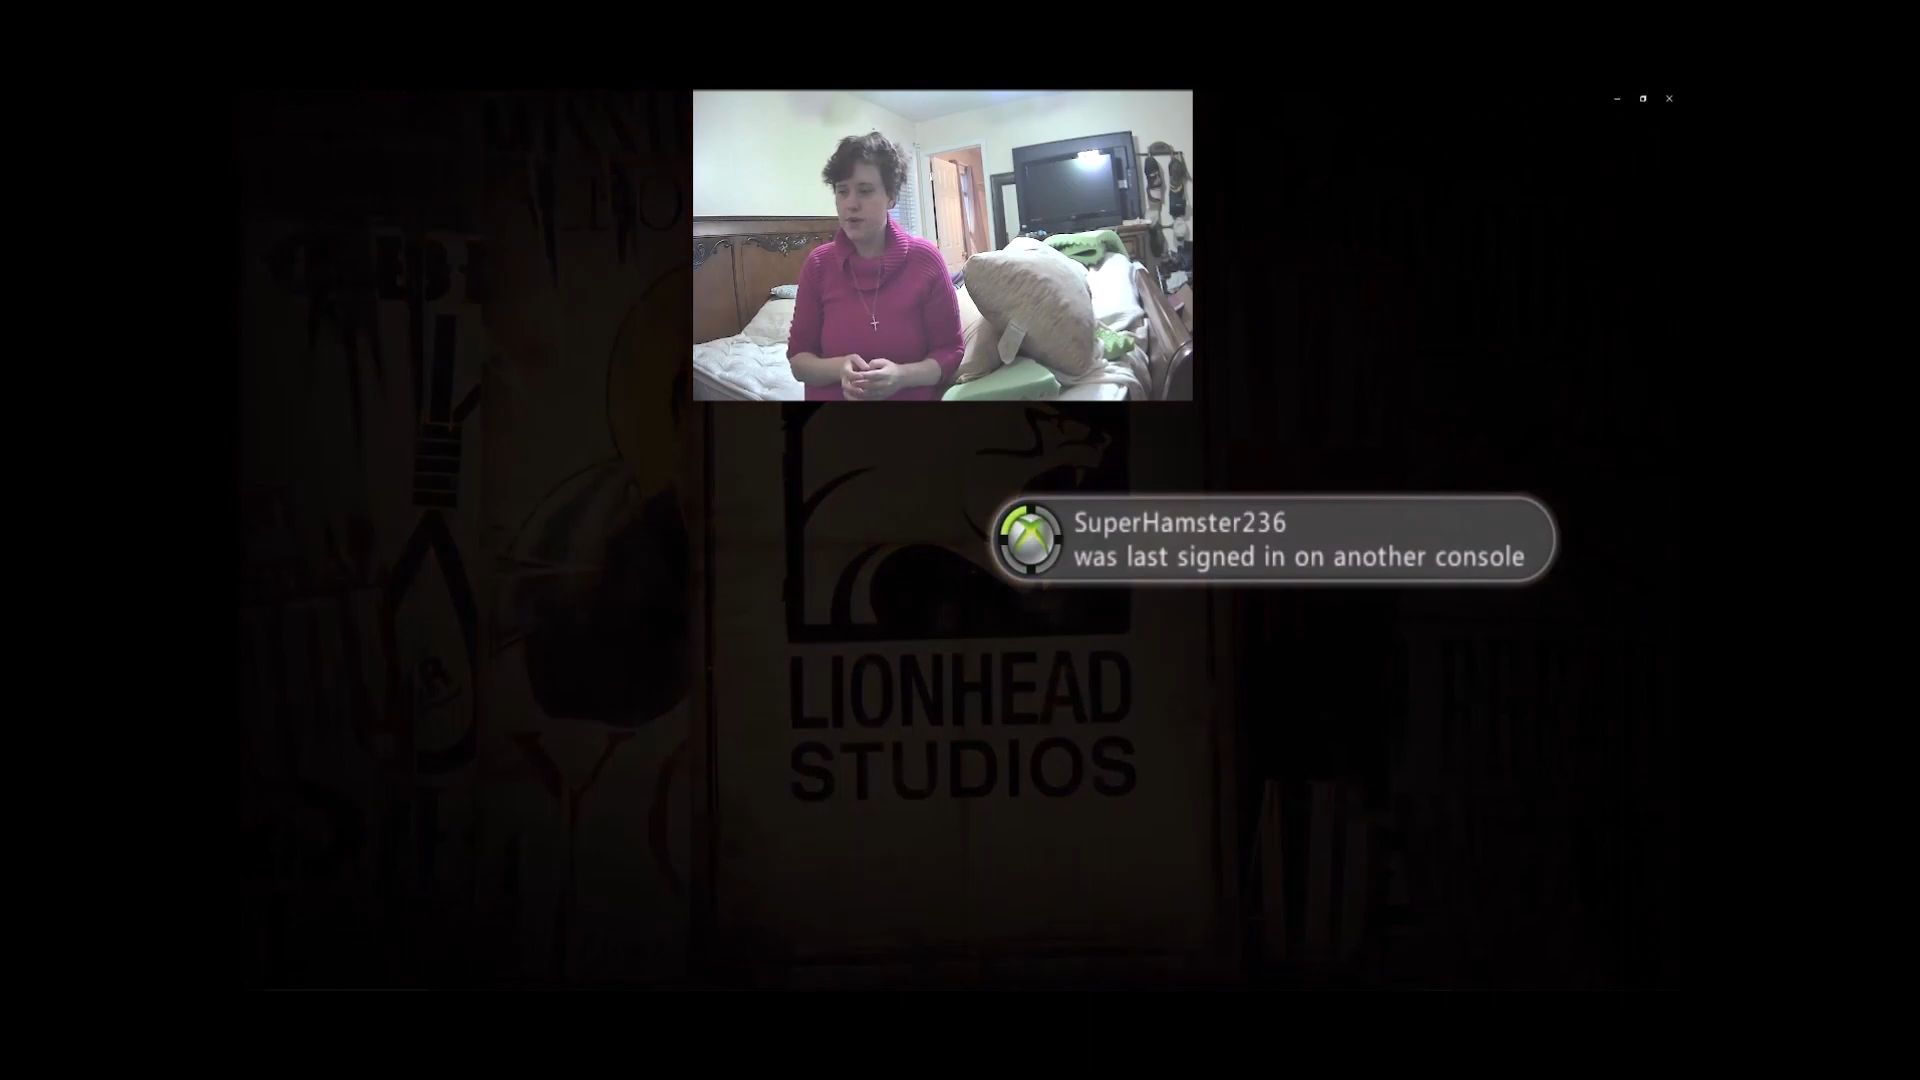 SuperHamster236
was last signed in on another console
LIONHEAD
STUDIOS